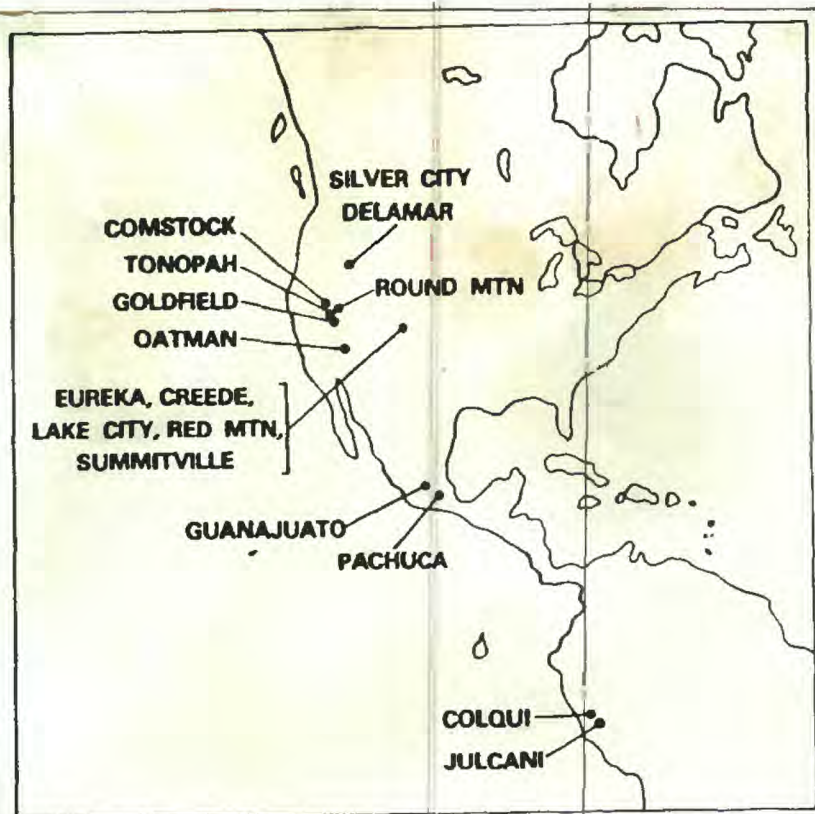 SILVER CITY
DELAMAR
COMSTOCK
TONOPAH
GOLDFIELD
ROUND MTN
OATMAN
EUREKA, CREEDE,
LAKE CITY, RED MTN,
SUMMITVILLE
GUANAJUATO
PACHUCA
COLQUI
JULCANI